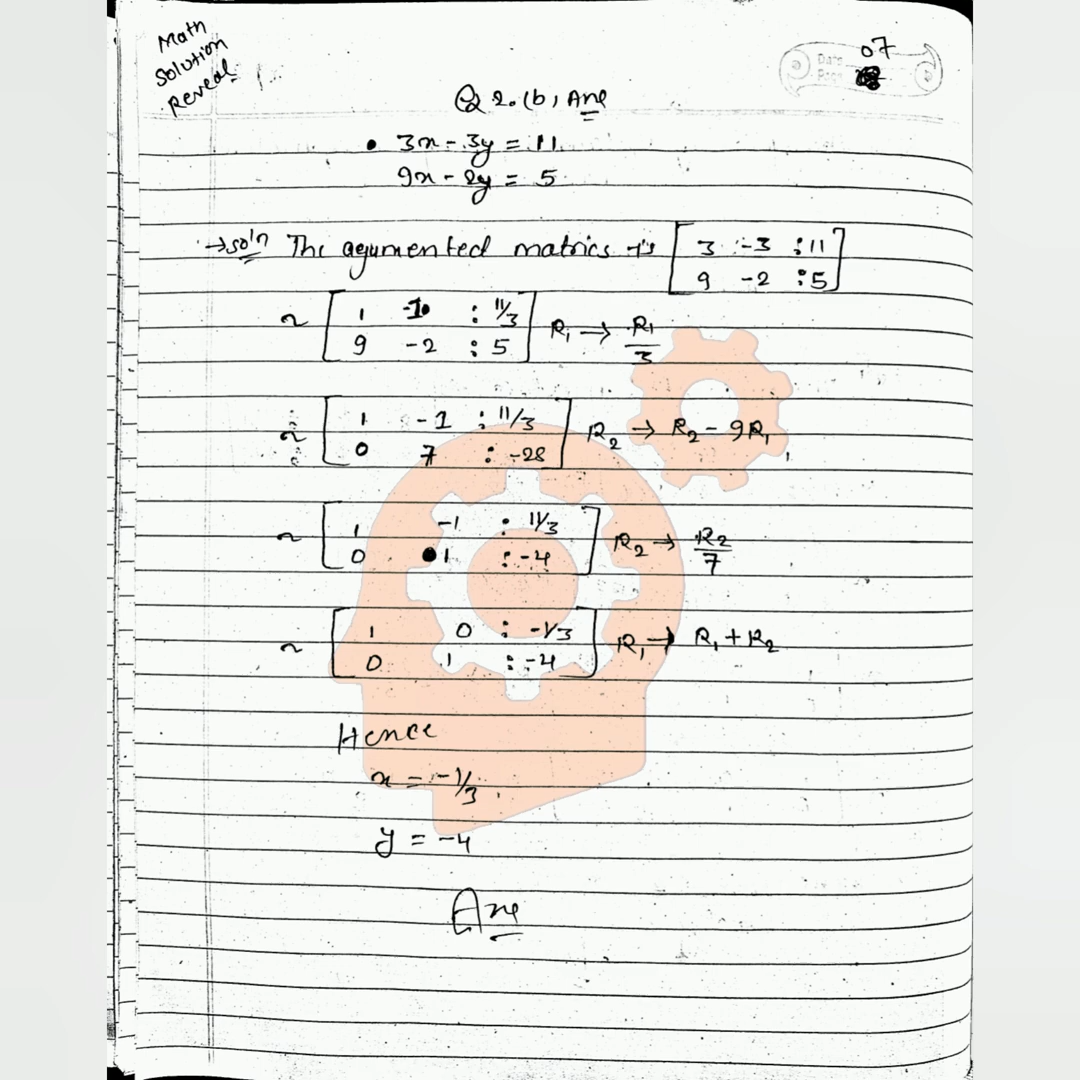 Math
Solution
Reveal
07
Date
Page
Q 2. (b) Ans
• 3x - 3y = 11
9x - 2y = 5
→ sol'n The agumented matrics is [ 3 -3 : 11
9 -2 : 5 ]
~ [ 1 -1 : 11/3
9 -2 : 5 ] R₁ → R₁/3
~ [ 1 -1 : 11/3
0 7 : -28 ] R₂ → R₂ - 9R₁
~ [ 1 -1 : 11/3
0 1 : -4 ] R₂ → R₂/7
~ [ 1 0 : -1/3
0 1 : -4 ] R₁ → R₁ + R₂
Hence
x = -1/3
y = -4
Ans